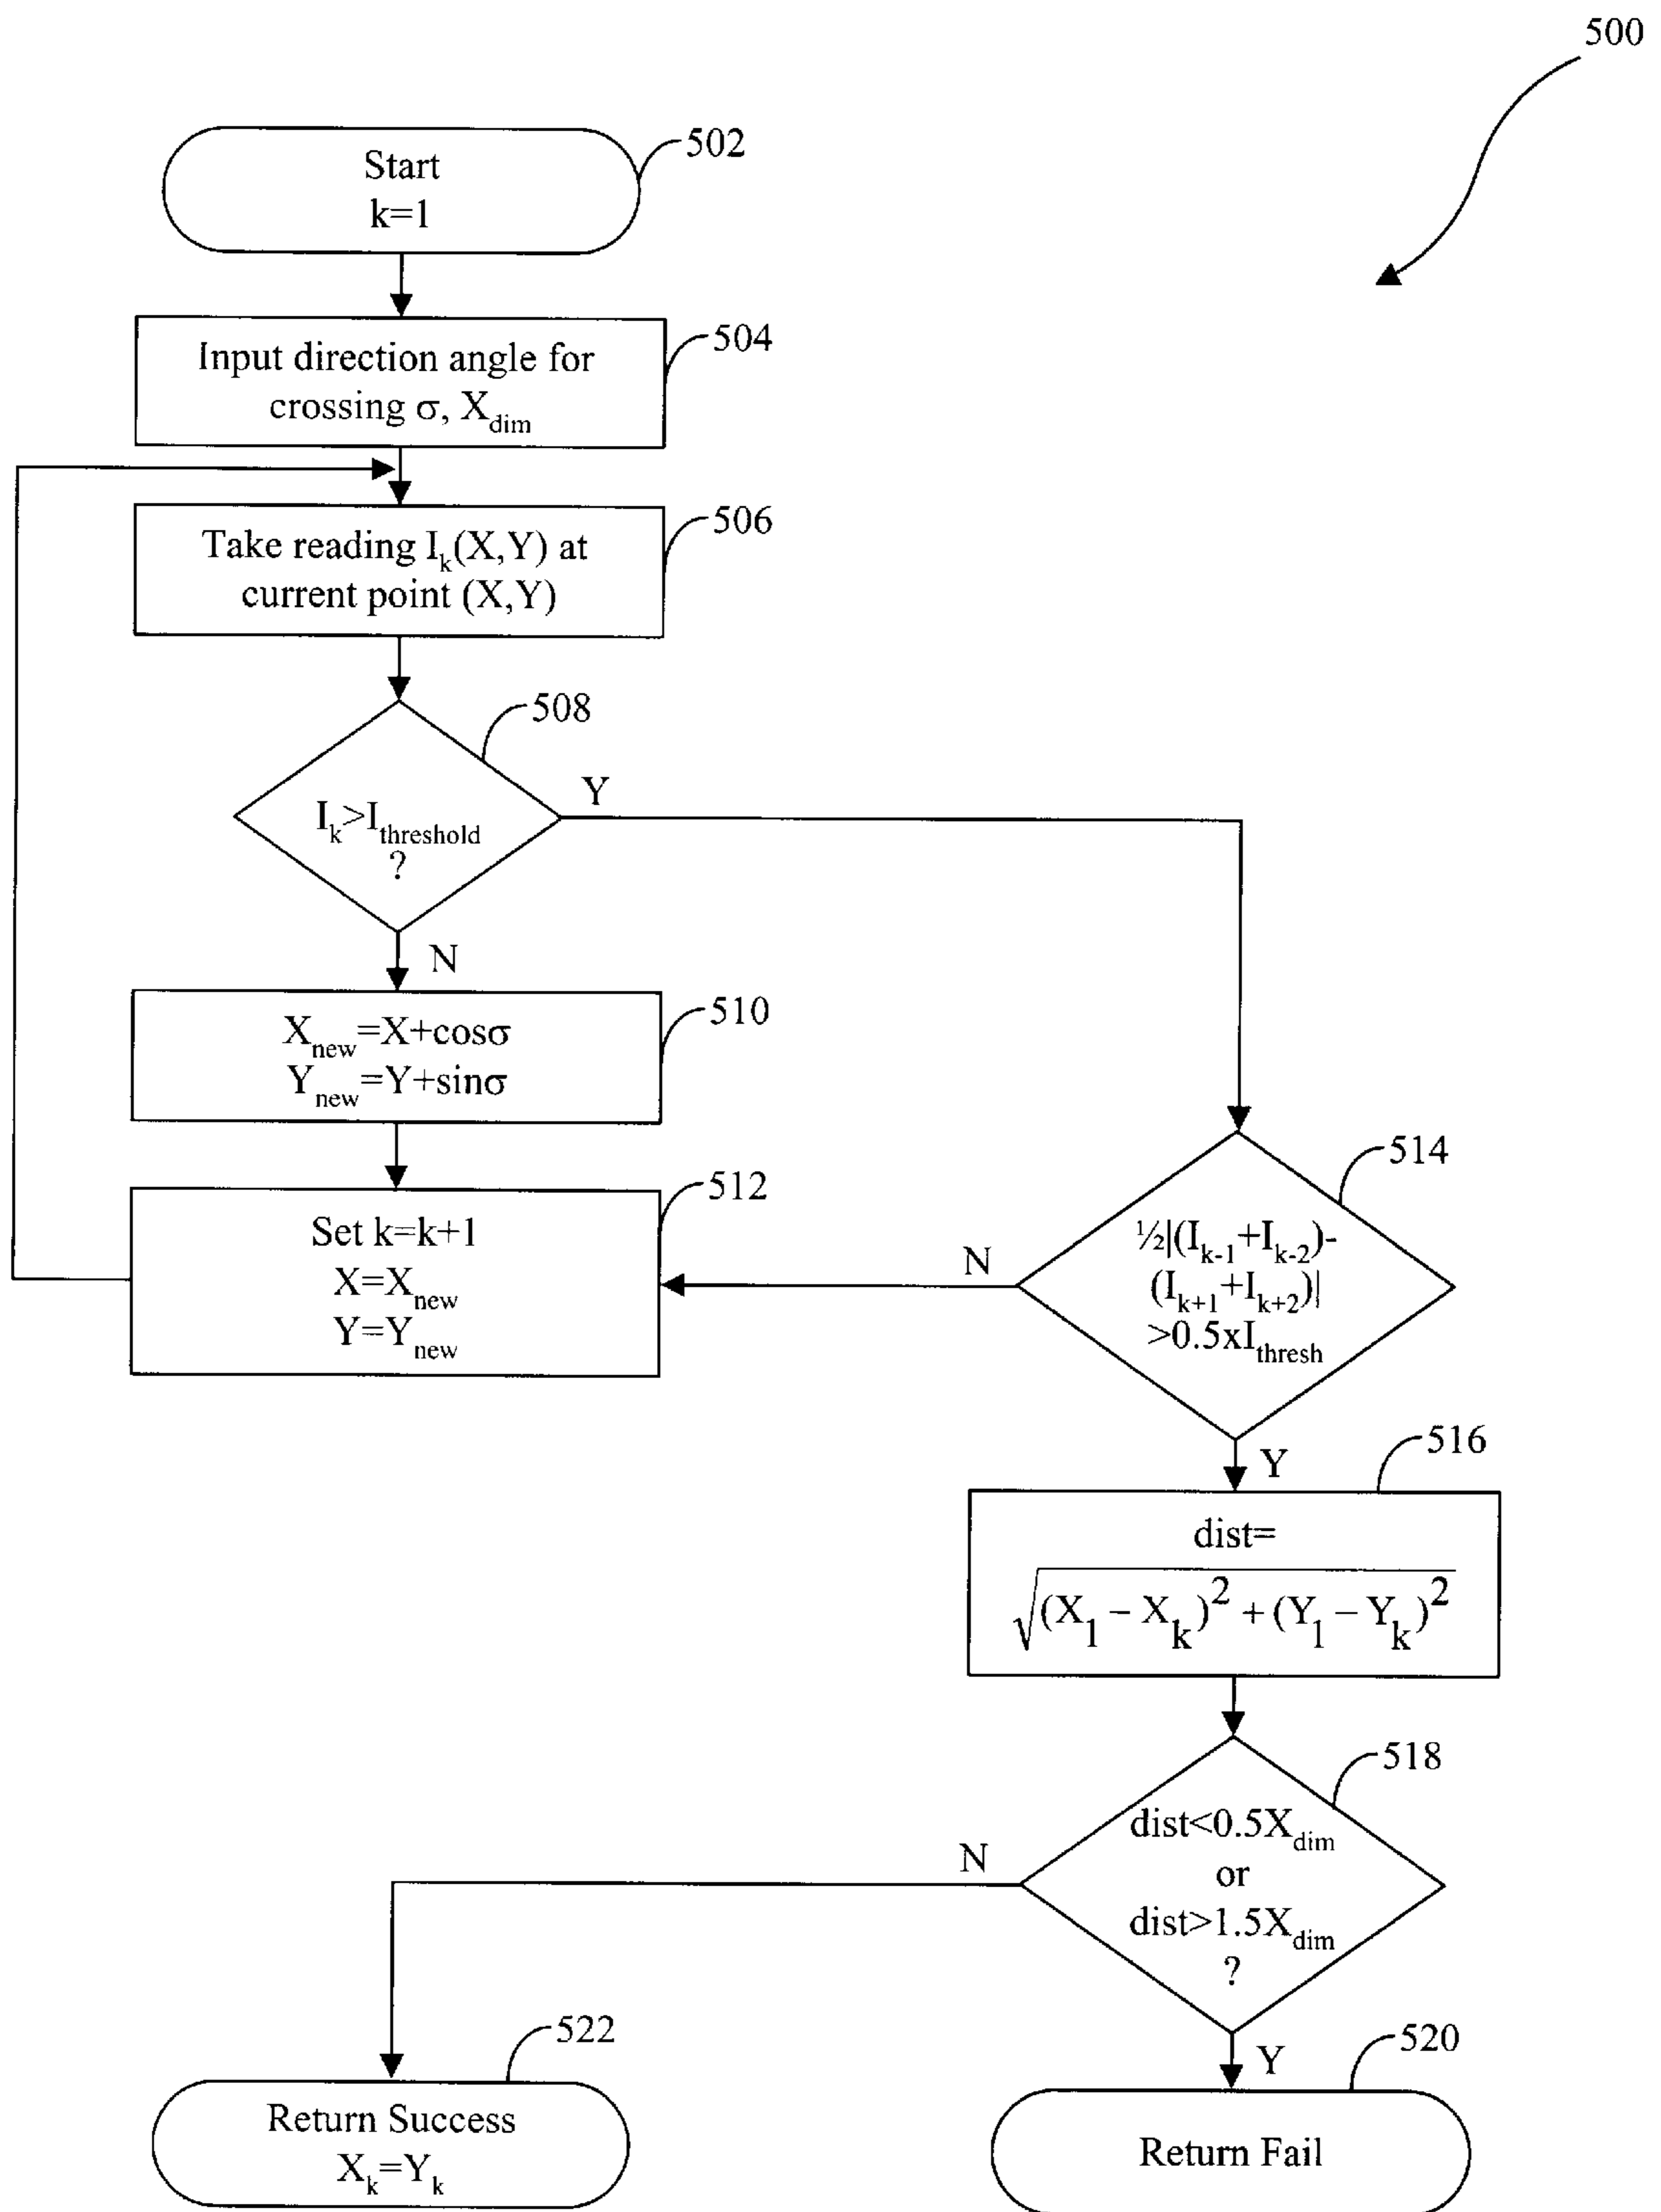 500
502
Start
k=1
504
Input direction angle for
crossing σ, X_dim
506
Take reading I_k(X,Y) at
current point (X,Y)
508
I_k>I_threshold
?
Y
N
510
X_new=X+cosσ
Y_new=Y+sinσ
512
Set k=k+1
X=X_new
Y=Y_new
514
½|(I_k-1+I_k-2)-
(I_k+1+I_k+2)|
>0.5xI_thresh
N
Y
516
dist=
√(X_1 − X_k)^2 + (Y_1 − Y_k)^2
518
dist<0.5X_dim
or
dist>1.5X_dim
?
N
Y
522
Return Success
X_k=Y_k
520
Return Fail